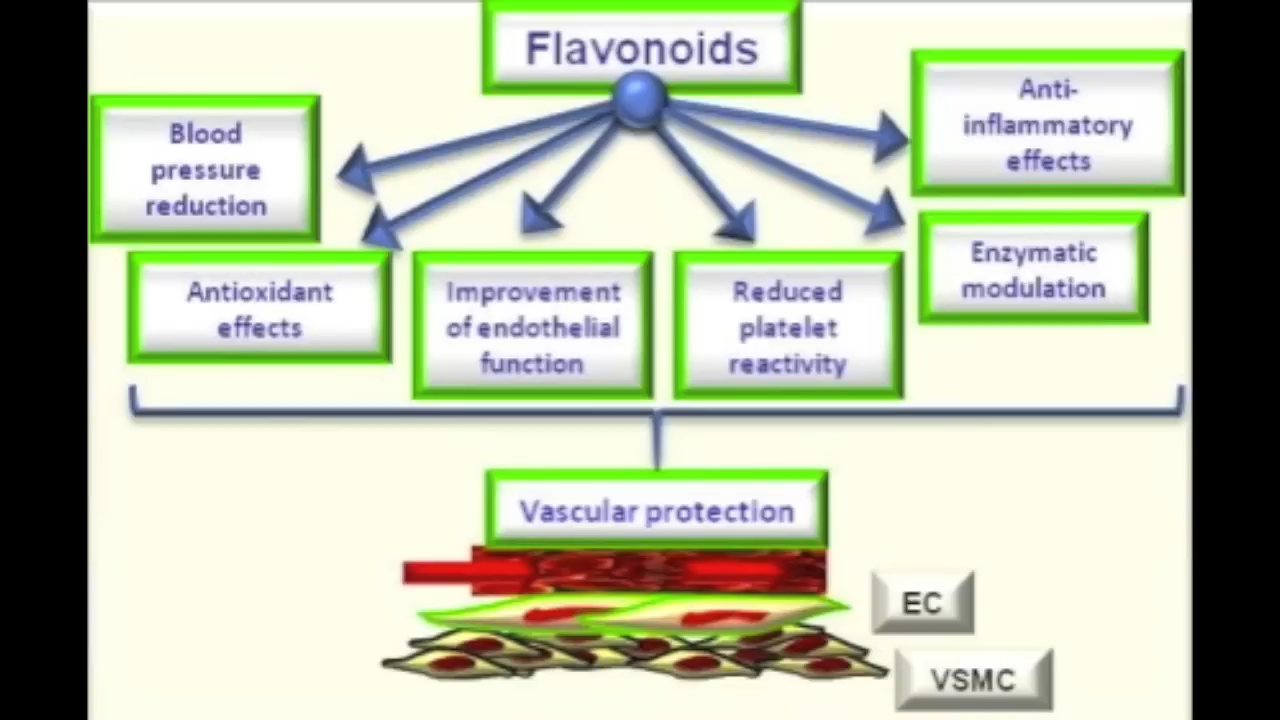 Flavonoids
Blood
pressure
reduction
Antioxidant
effects
Improvement
of endothelial
function
Reduced
platelet
reactivity
Enzymatic
modulation
Anti-
inflammatory
effects
Vascular protection
EC
VSMC